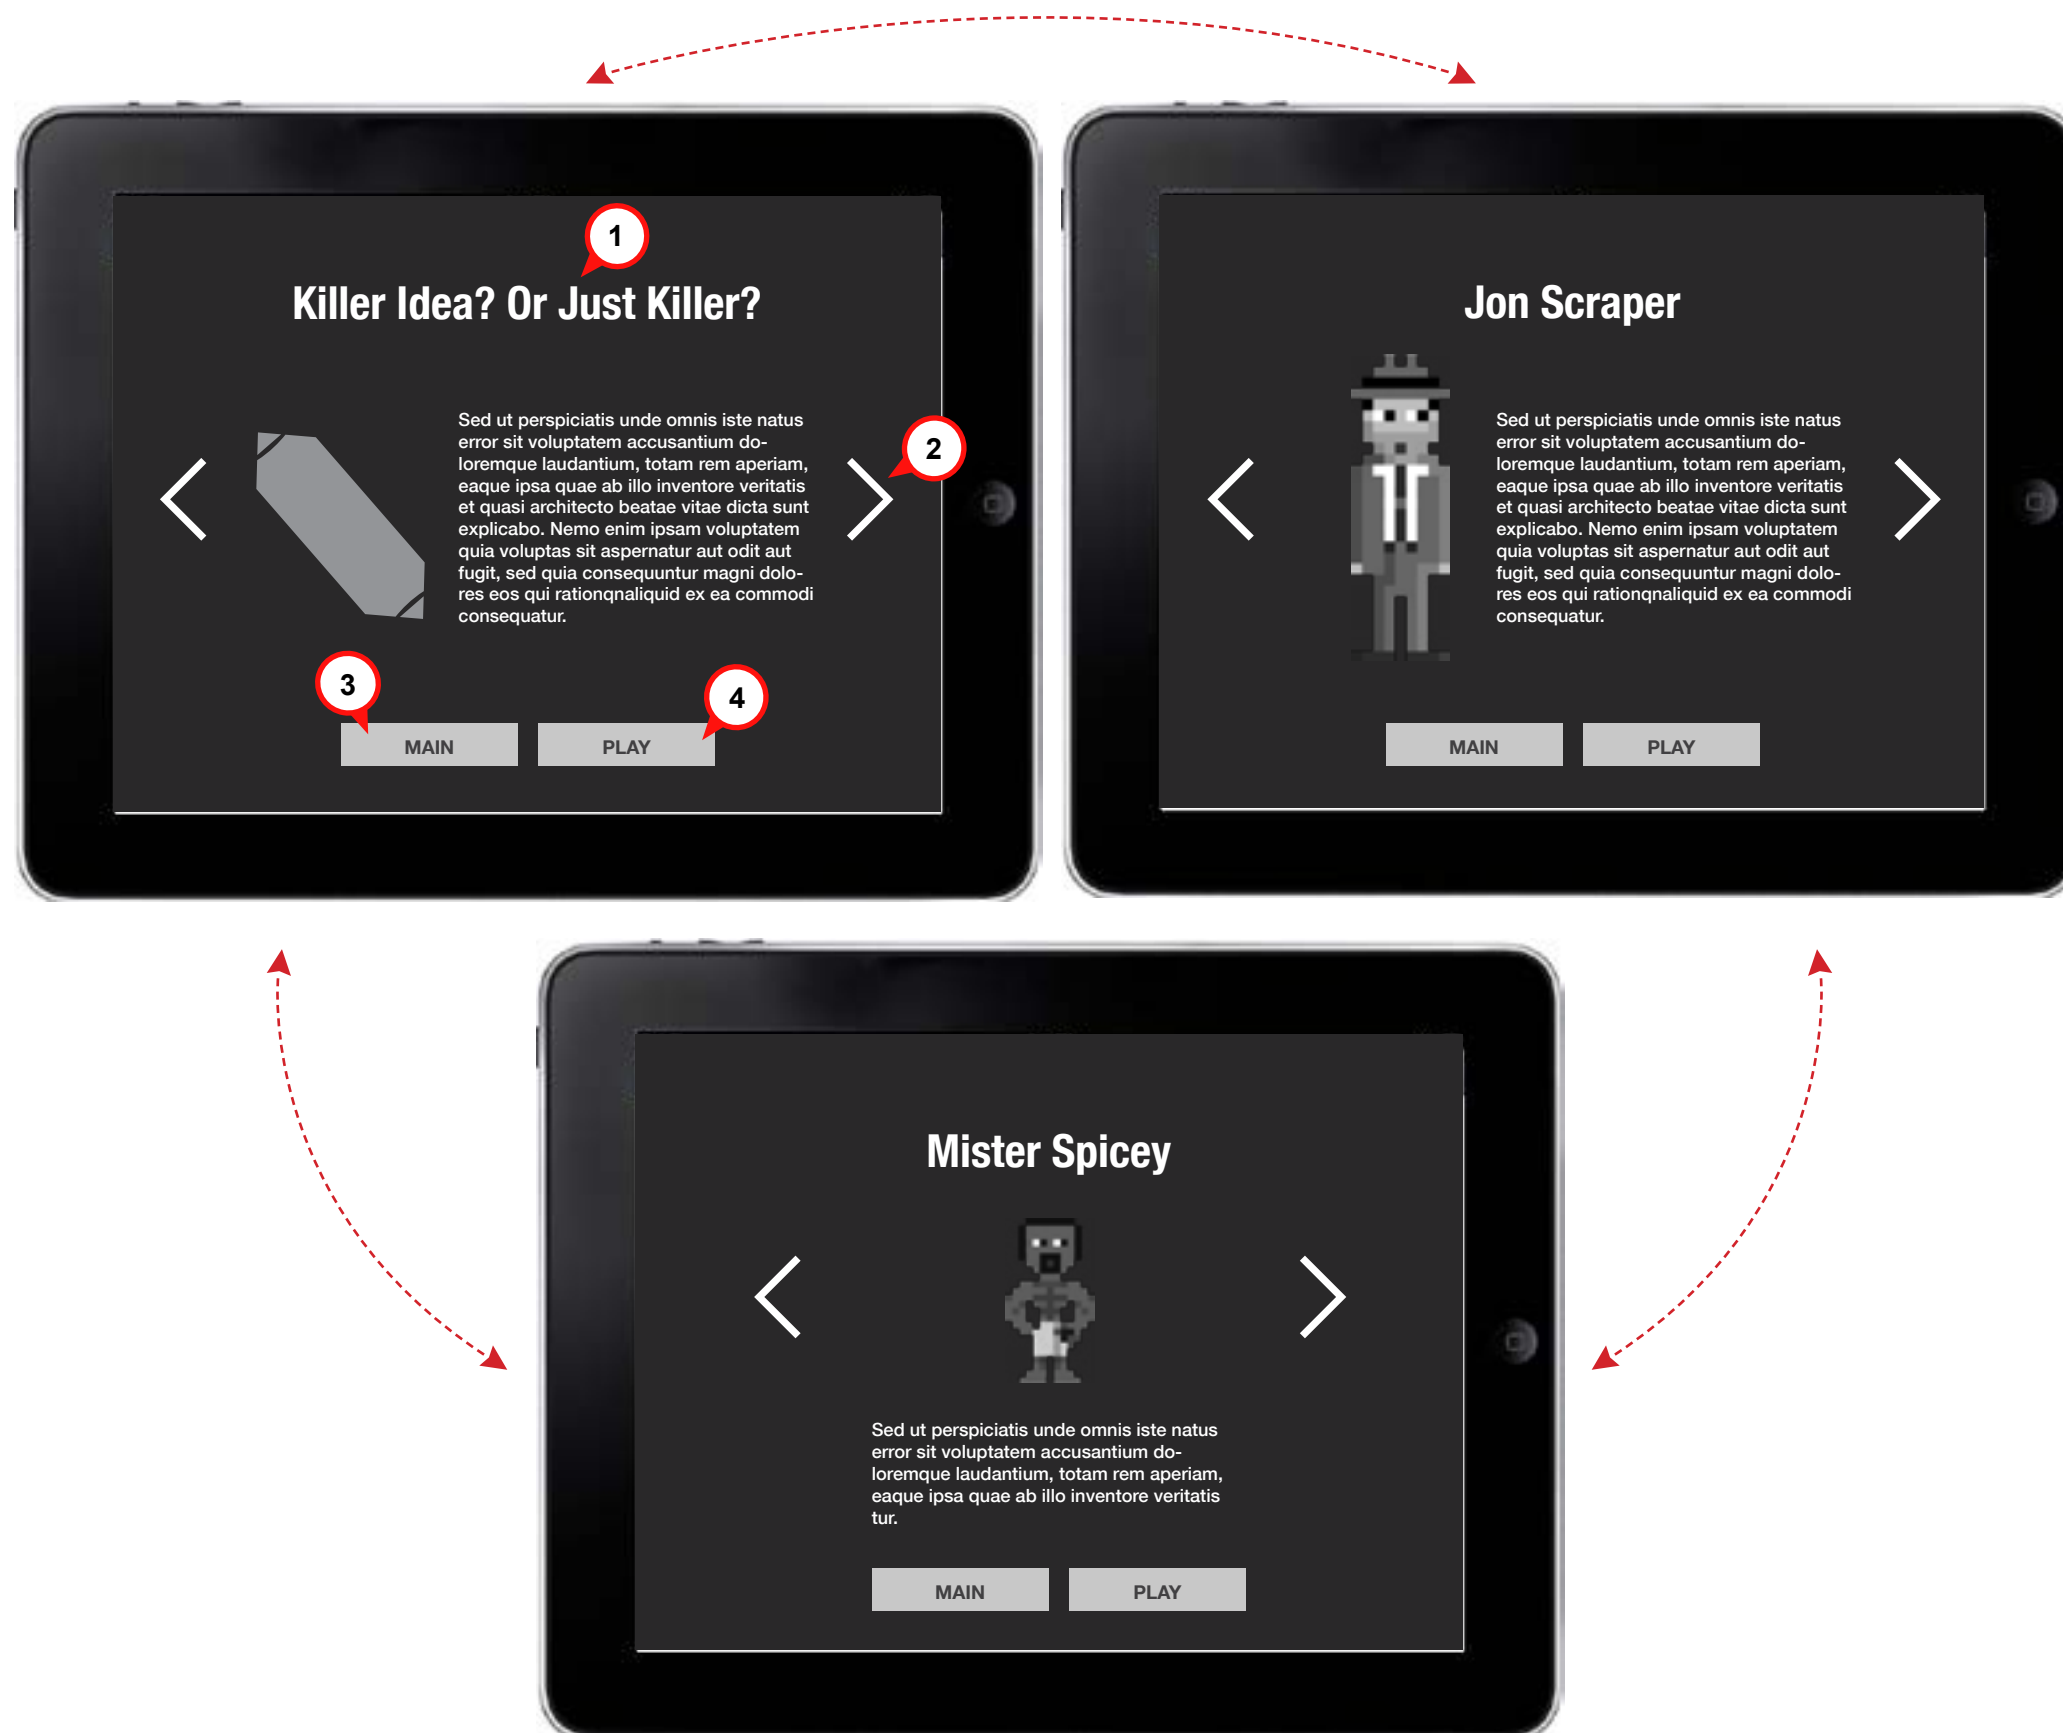 1
Killer Idea? Or Just Killer?
Sed ut perspiciatis unde omnis iste natus
error sit voluptatem accusantium do-
loremque laudantium, totam rem aperiam,
eaque ipsa quae ab illo inventore veritatis
et quasi architecto beatae vitae dicta sunt
explicabo. Nemo enim ipsam voluptatem
quia voluptas sit aspernatur aut odit aut
fugit, sed quia consequuntur magni dolo-
res eos qui rationqnaliquid ex ea commodi
consequatur.
2
3
4
MAIN
PLAY
Jon Scraper
Sed ut perspiciatis unde omnis iste natus
error sit voluptatem accusantium do-
loremque laudantium, totam rem aperiam,
eaque ipsa quae ab illo inventore veritatis
et quasi architecto beatae vitae dicta sunt
explicabo. Nemo enim ipsam voluptatem
quia voluptas sit aspernatur aut odit aut
fugit, sed quia consequuntur magni dolo-
res eos qui rationqnaliquid ex ea commodi
consequatur.
MAIN
PLAY
Mister Spicey
Sed ut perspiciatis unde omnis iste natus
error sit voluptatem accusantium do-
loremque laudantium, totam rem aperiam,
eaque ipsa quae ab illo inventore veritatis
tur.
MAIN
PLAY